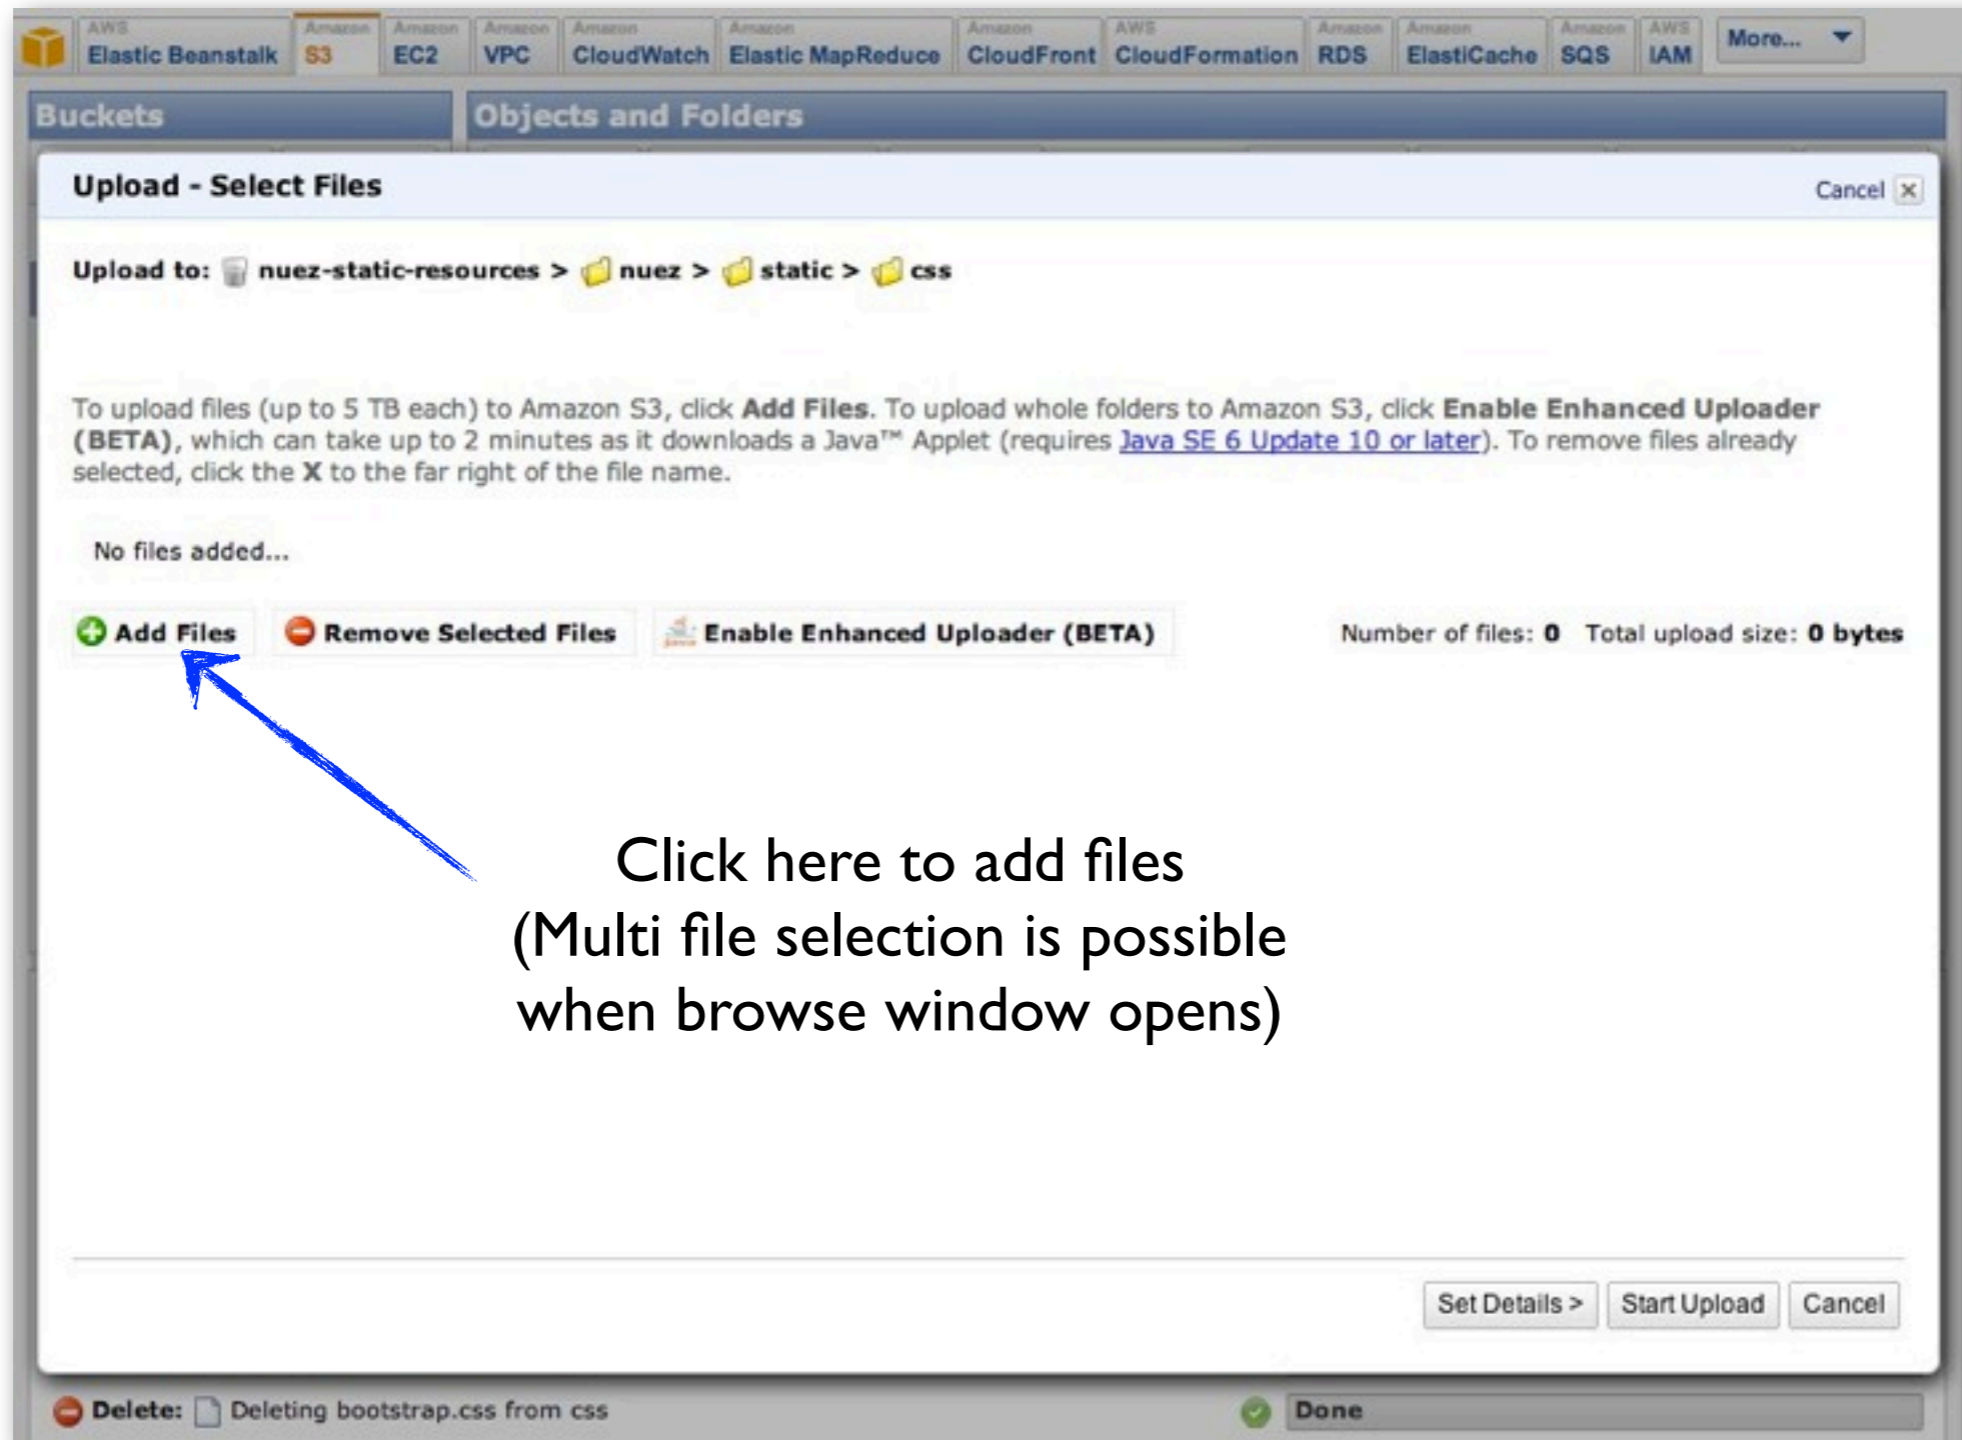 AWS Amazon Amazon Amazon Amazon Amazon Amazon AWS Amazon Amazon Amazon AWS
Elastic Beanstalk S3 EC2 VPC CloudWatch Elastic MapReduce CloudFront CloudFormation RDS ElastiCache SQS IAM More...
Buckets Objects and Folders
Upload - Select Files Cancel
Upload to: nuez-static-resources > nuez > static > css
To upload files (up to 5 TB each) to Amazon S3, click Add Files. To upload whole folders to Amazon S3, click Enable Enhanced Uploader
(BETA), which can take up to 2 minutes as it downloads a Java™ Applet (requires Java SE 6 Update 10 or later). To remove files already
selected, click the X to the far right of the file name.
No files added...
Add Files Remove Selected Files Enable Enhanced Uploader (BETA) Number of files: 0 Total upload size: 0 bytes
Click here to add files
(Multi file selection is possible
when browse window opens)
Set Details > Start Upload Cancel
Delete: Deleting bootstrap.css from css Done